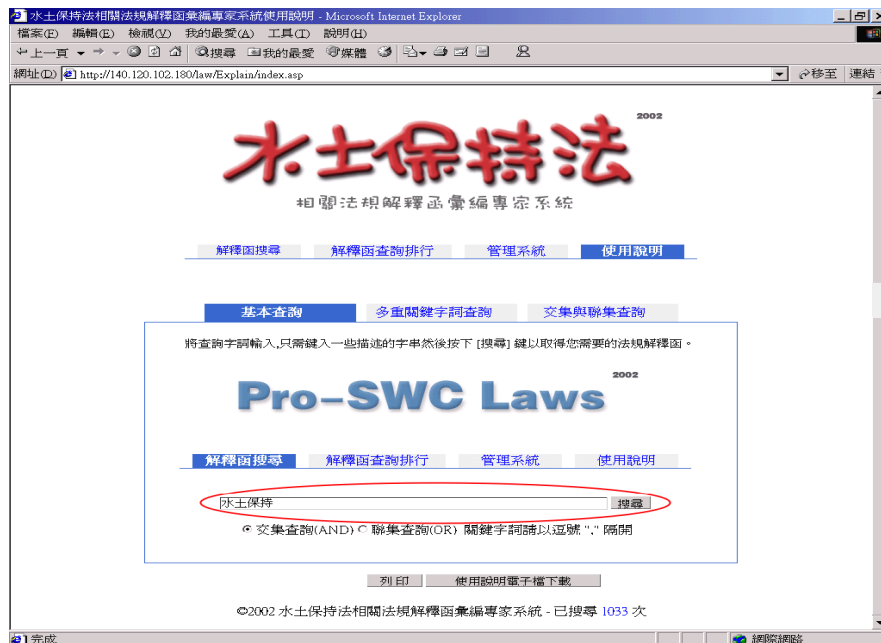 水土保持法相關法規解釋函彙編專家系統使用說明 - Microsoft Internet Explorer
檔案(F) 編輯(E) 檢視(V) 我的最愛(A) 工具(T) 說明(H)
上一頁 搜尋 我的最愛 媒體
網址(D) http://140.120.102.180/law/Explain/index.asp 移至 連結
2002
水土保持法
相關法規解釋函彙編專家系統
解釋函搜尋 解釋函查詢排行 管理系統 使用說明
基本查詢 多重關鍵字詞查詢 交集與聯集查詢
將查詢字詞輸入,只需鍵入一些描述的字串然後按下 [搜尋] 鍵以取得您需要的法規解釋函。
2002
Pro-SWC Laws
解釋函搜尋 解釋函查詢排行 管理系統 使用說明
水土保持 搜尋
交集查詢(AND) 聯集查詢(OR) 關鍵字詞請以逗號 "," 隔開
列印 使用說明電子檔下載
©2002 水土保持法相關法規解釋函彙編專家系統 - 已搜尋 1033 次
完成 網際網路